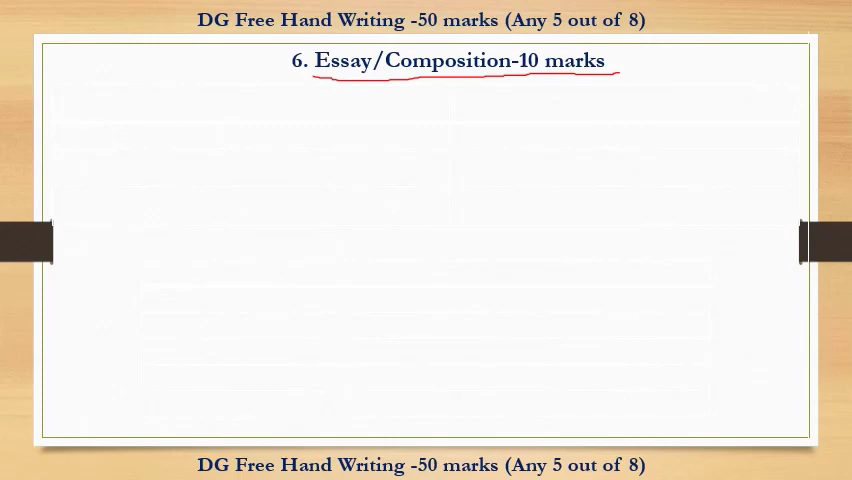 DG Free Hand Writing -50 marks (Any 5 out of 8)
6. Essay/Composition-10 marks
DG Free Hand Writing -50 marks (Any 5 out of 8)